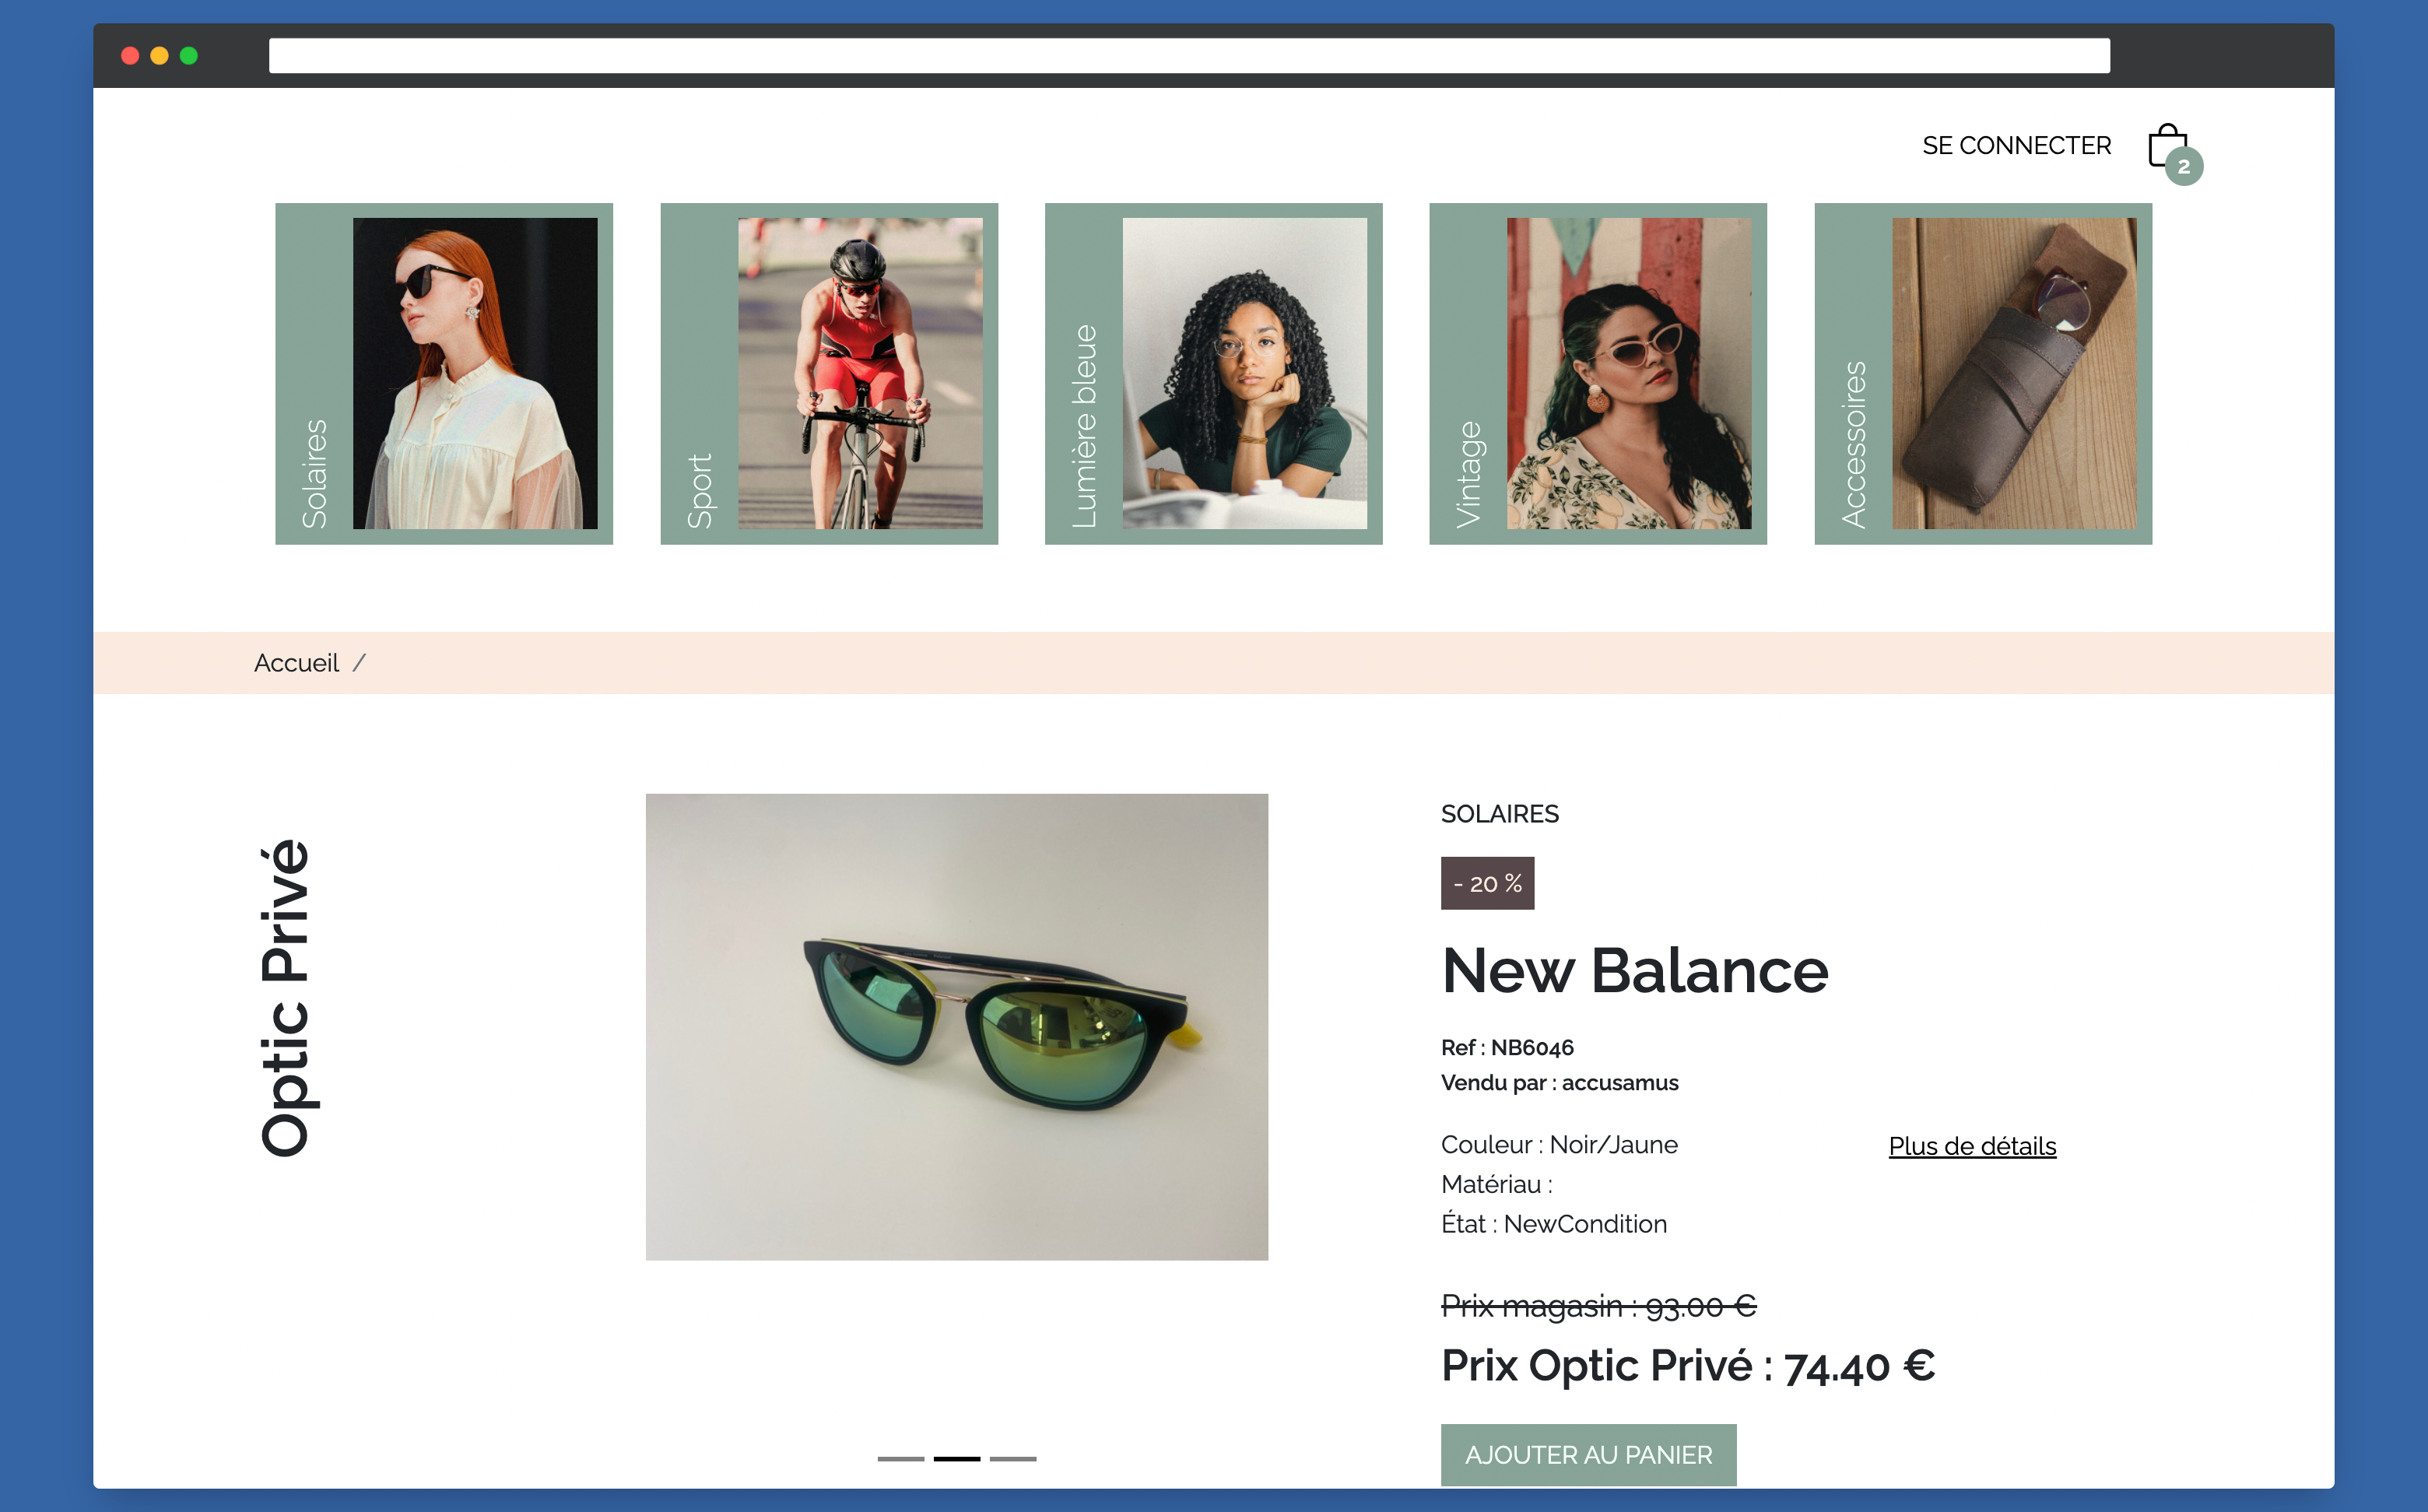 SE CONNECTER
2
Solaires
Sport
Lumière bleue
Vintage
Accessoires
Accueil /
Optic Privé
SOLAIRES
- 20 %
New Balance
Ref : NB6046
Vendu par : accusamus
Couleur : Noir/Jaune
Plus de détails
Matériau :
État : NewCondition
Prix magasin : 93.00 €
Prix Optic Privé : 74.40 €
AJOUTER AU PANIER